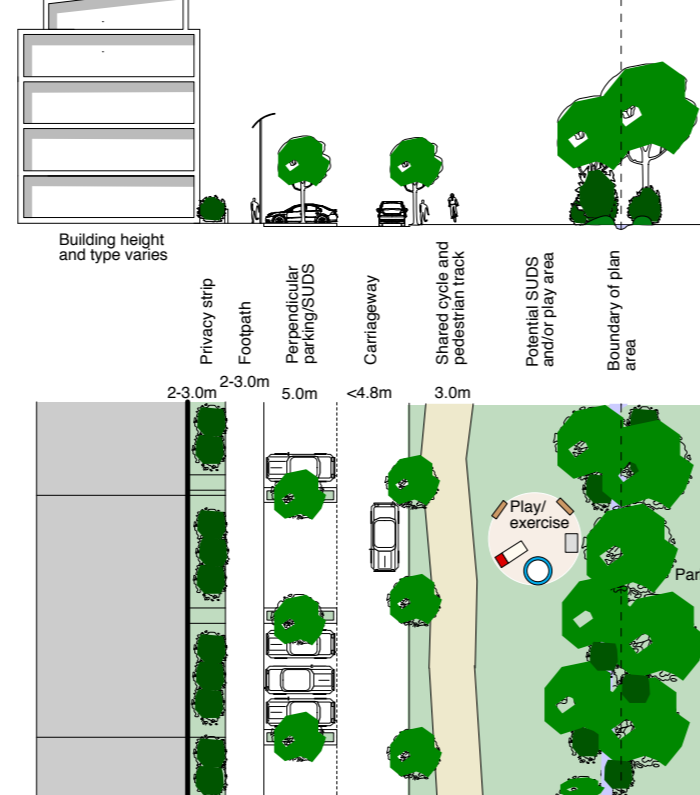 Building height
and type varies
Privacy strip
Footpath
Perpendicular
parking/SUDS
Carriageway
Shared cycle and
pedestrian track
Potential SUDS
and/or play area
Boundary of plan
area
2-3.0m
2-3.0m
5.0m
<4.8m
3.0m
Play/
exercise
Par